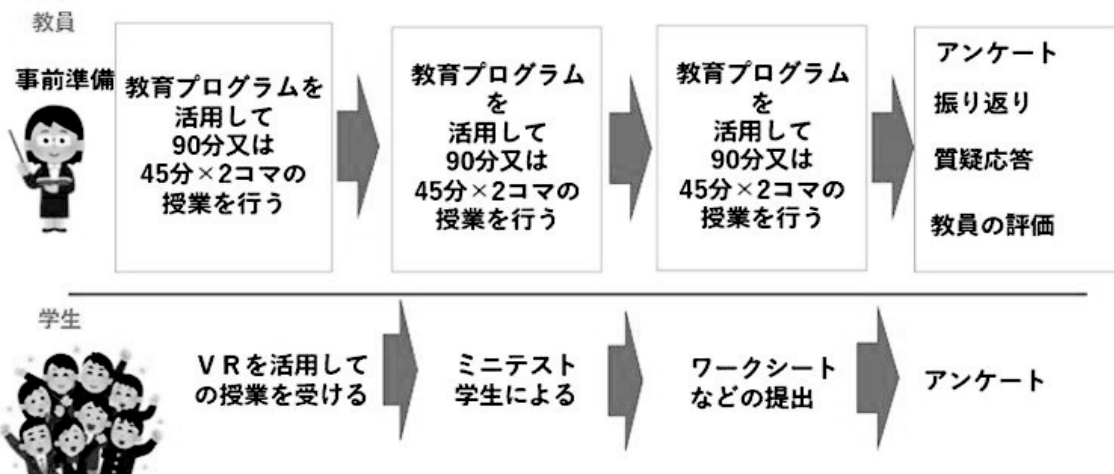 教員
事前準備
教育プログラムを
活用して
90分又は
45分×2コマの
授業を行う
教育プログラム
を
活用して
90分又は
45分×2コマの
授業を行う
教育プログラム
を
活用して
90分又は
45分×2コマの
授業を行う
アンケート
振り返り
質疑応答
教員の評価
学生
ＶＲを活用して
の授業を受ける
ミニテスト
学生による
ワークシート
などの提出
アンケート